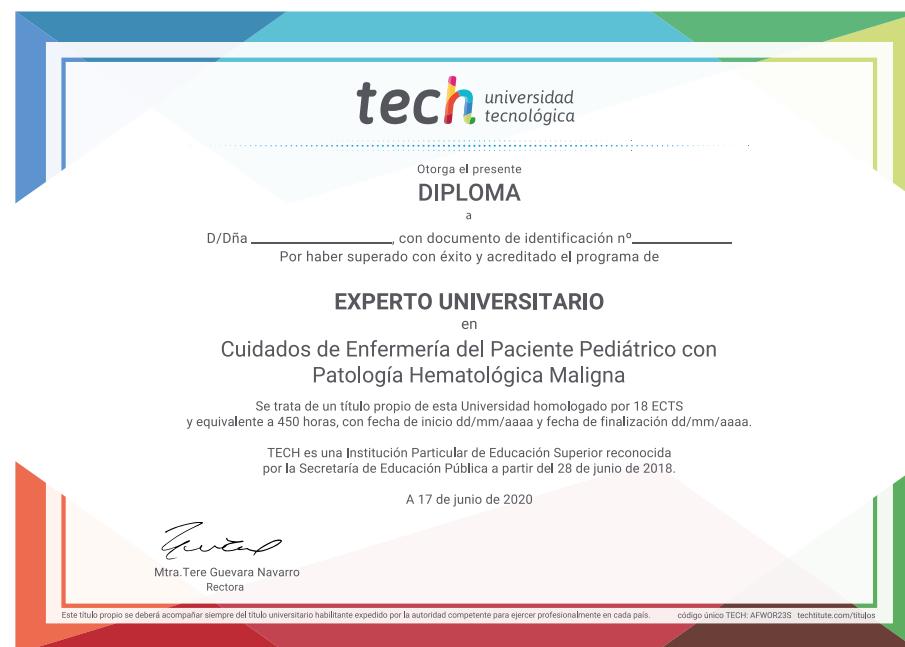 tech universidad
tecnológica
Otorga el presente
DIPLOMA
a
D/Dña ____________________, con documento de identificación nº______________
Por haber superado con éxito y acreditado el programa de
EXPERTO UNIVERSITARIO
en
Cuidados de Enfermería del Paciente Pediátrico con
Patología Hematológica Maligna
Se trata de un título propio de esta Universidad homologado por 18 ECTS
y equivalente a 450 horas, con fecha de inicio dd/mm/aaaa y fecha de finalización dd/mm/aaaa.
TECH es una Institución Particular de Educación Superior reconocida
por la Secretaría de Educación Pública a partir del 28 de junio de 2018.
A 17 de junio de 2020
Mtra.Tere Guevara Navarro
Rectora
Este título propio se deberá acompañar siempre del título universitario habilitante expedido por la autoridad competente para ejercer profesionalmente en cada país. código único TECH: AFWOR23S techtitute.com/titulos